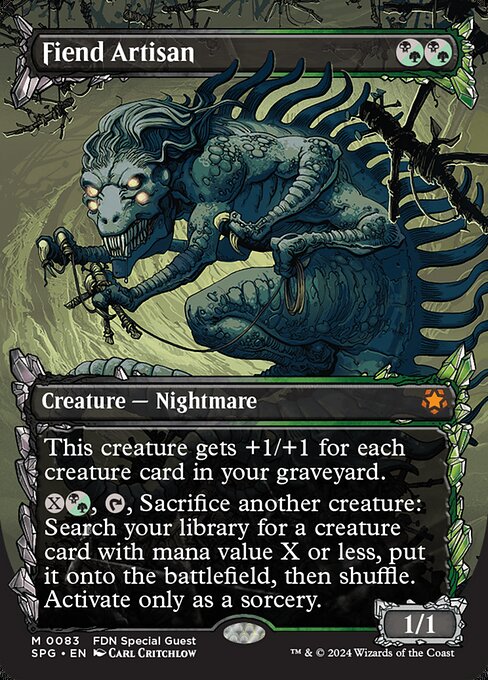 Fiend Artisan
Creature — Nightmare
This creature gets +1/+1 for each
creature card in your graveyard.
X, Sacrifice another creature:
Search your library for a creature
card with mana value X or less, put
it onto the battlefield, then shuffle.
Activate only as a sorcery.
1/1
M 0083 FDN Special Guest
SPG • EN Carl Critchlow
™ & © 2024 Wizards of the Coast